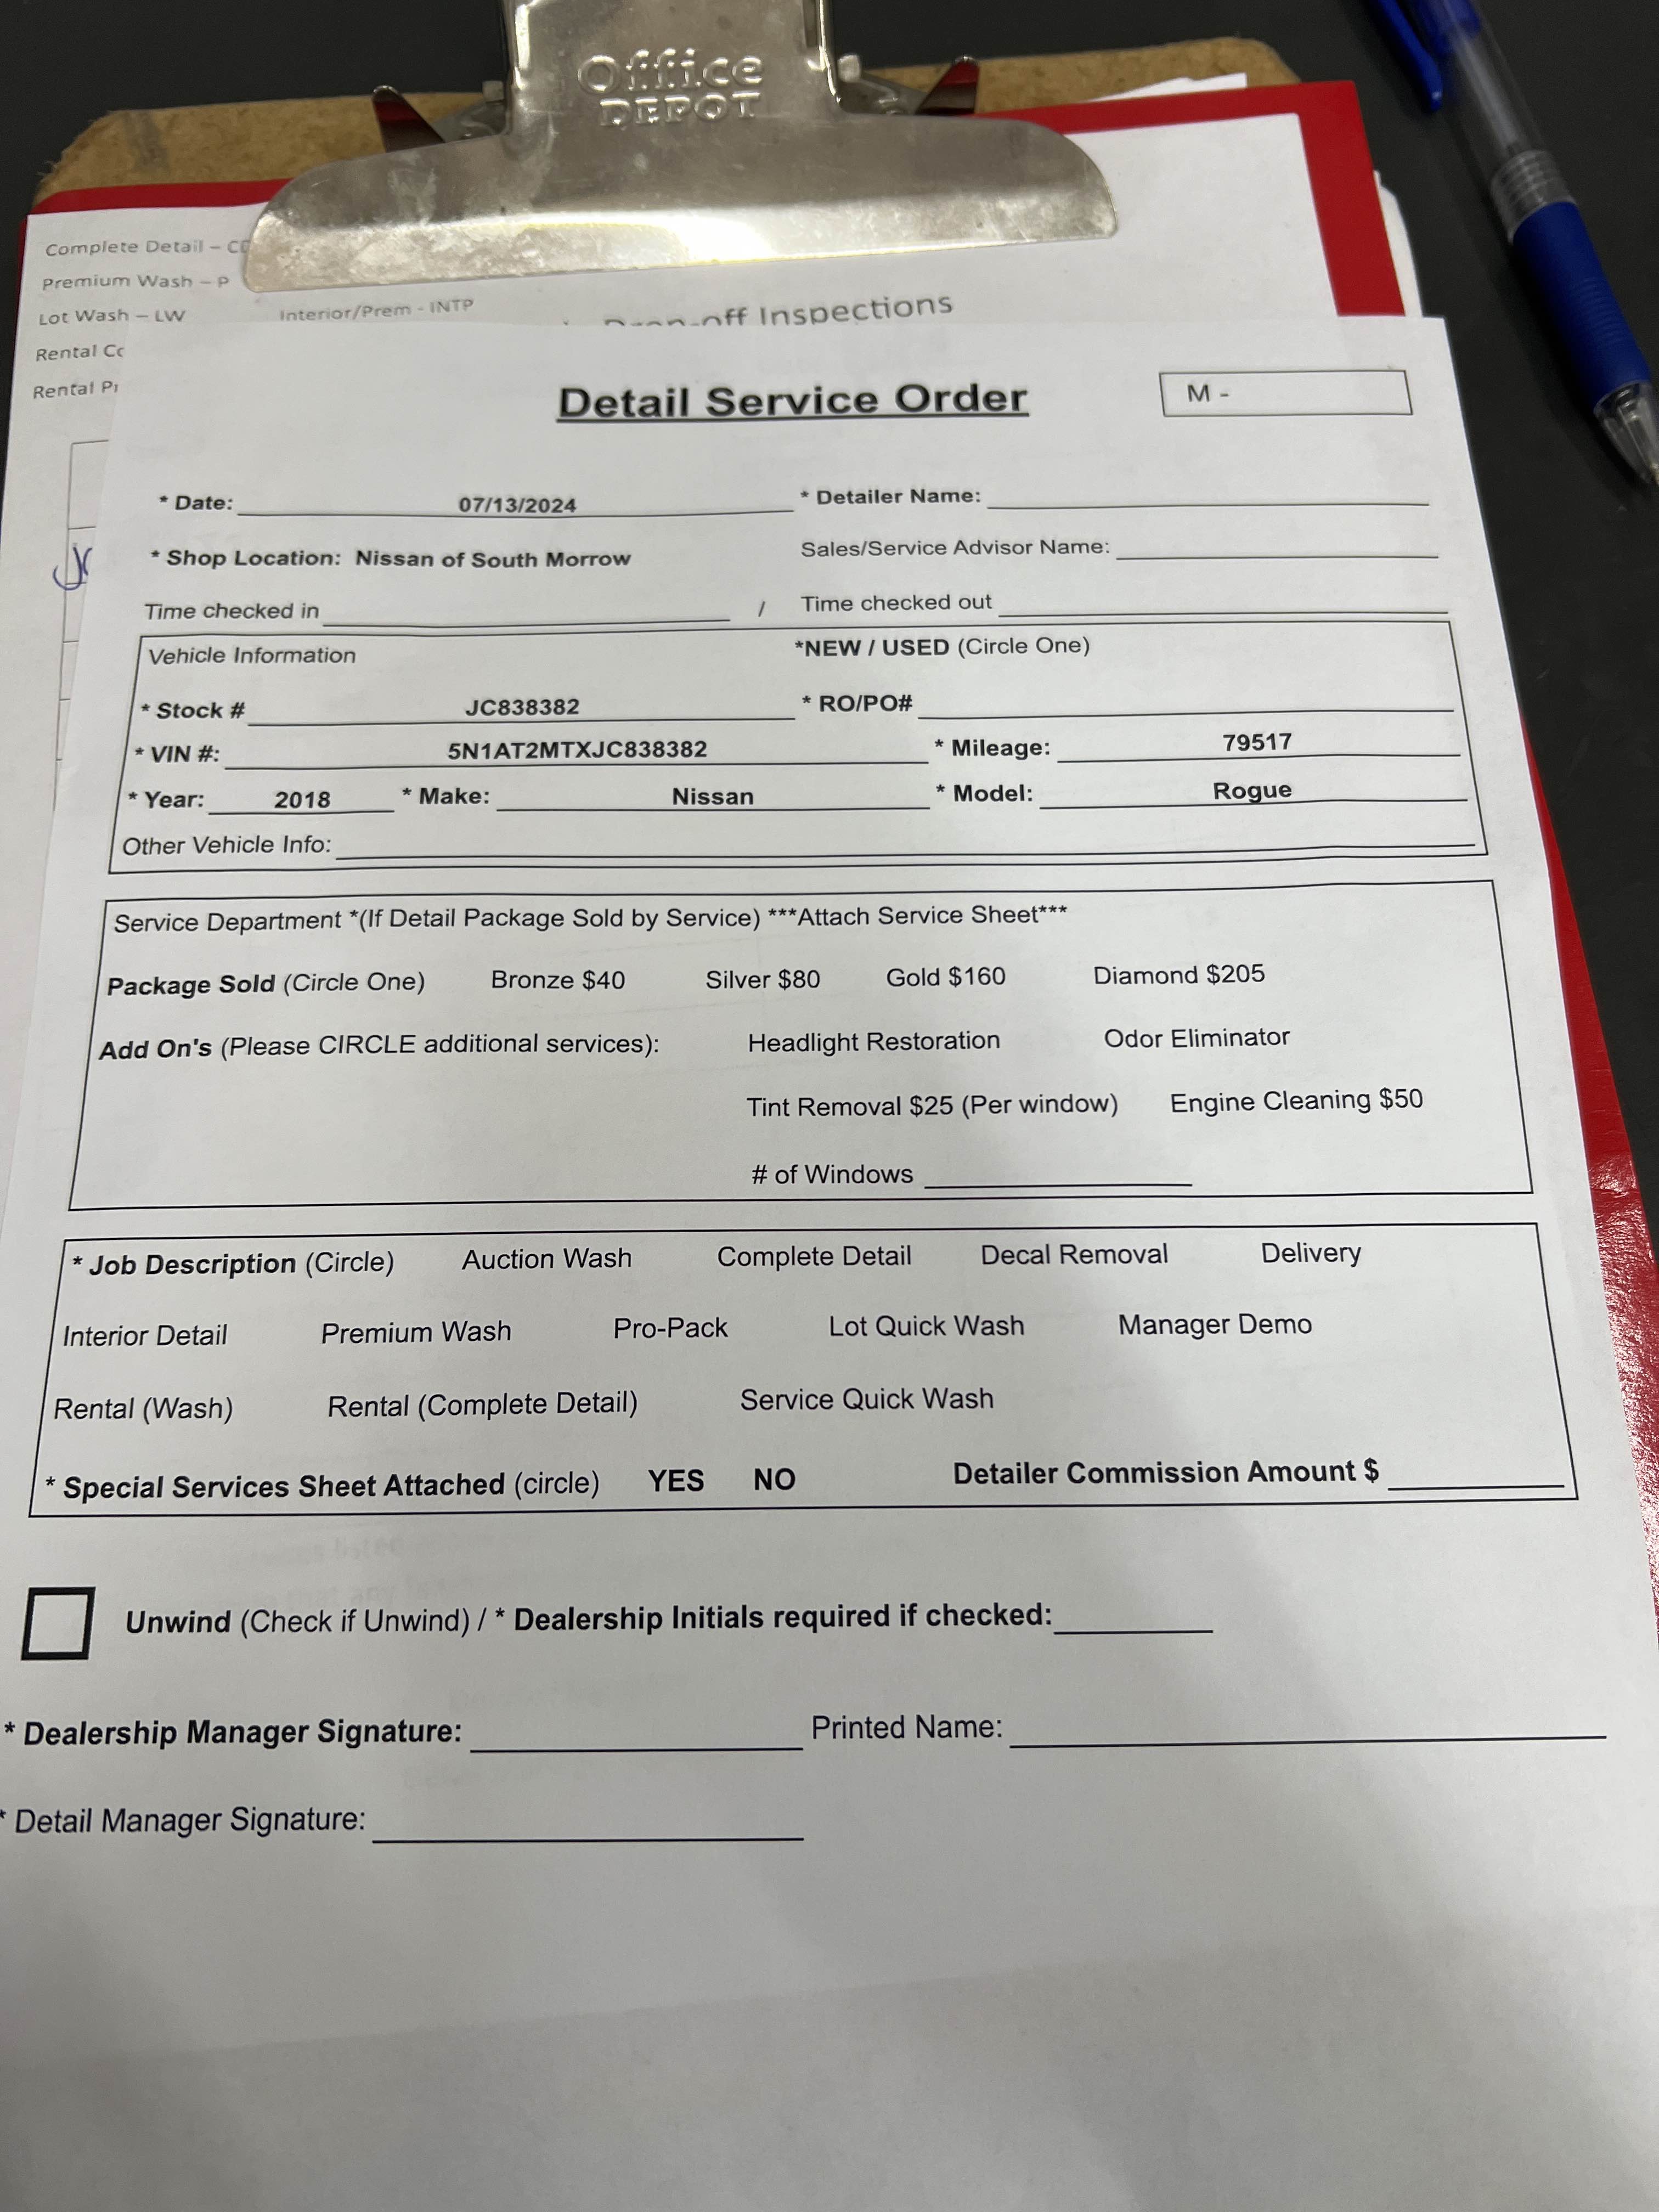 Office
DEPOT
Complete Detail – CD
Premium Wash – P
Lot Wash – LW
Interior/Prem - INTP
Drop-off Inspections
Rental
Rental
Detail Service Order
M -
* Date: 07/13/2024 * Detailer Name:
* Shop Location: Nissan of South Morrow Sales/Service Advisor Name:
Time checked in / Time checked out
Vehicle Information *NEW / USED (Circle One)
* Stock # JC838382 * RO/PO#
* VIN #: 5N1AT2MTXJC838382 * Mileage: 79517
* Year: 2018 * Make: Nissan * Model: Rogue
Other Vehicle Info:
Service Department *(If Detail Package Sold by Service) ***Attach Service Sheet***
Package Sold (Circle One) Bronze $40 Silver $80 Gold $160 Diamond $205
Add On's (Please CIRCLE additional services): Headlight Restoration Odor Eliminator
Tint Removal $25 (Per window) Engine Cleaning $50
# of Windows
* Job Description (Circle) Auction Wash Complete Detail Decal Removal Delivery
Interior Detail Premium Wash Pro-Pack Lot Quick Wash Manager Demo
Rental (Wash) Rental (Complete Detail) Service Quick Wash
* Special Services Sheet Attached (circle) YES NO Detailer Commission Amount $
Unwind (Check if Unwind) / * Dealership Initials required if checked:
* Dealership Manager Signature: Printed Name:
* Detail Manager Signature: